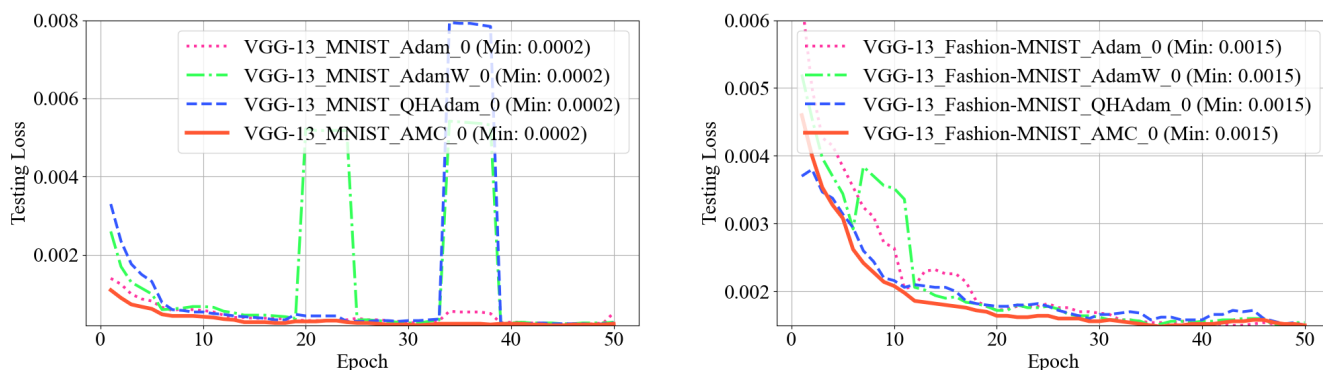 0.008
0.006
0.004
0.002
Testing Loss
VGG-13_MNIST_Adam_0 (Min: 0.0002)
VGG-13_MNIST_AdamW_0 (Min: 0.0002)
VGG-13_MNIST_QHAdam_0 (Min: 0.0002)
VGG-13_MNIST_AMC_0 (Min: 0.0002)
0 10 20 30 40 50
Epoch
0.006
0.005
0.004
0.003
0.002
Testing Loss
VGG-13_Fashion-MNIST_Adam_0 (Min: 0.0015)
VGG-13_Fashion-MNIST_AdamW_0 (Min: 0.0015)
VGG-13_Fashion-MNIST_QHAdam_0 (Min: 0.0015)
VGG-13_Fashion-MNIST_AMC_0 (Min: 0.0015)
0 10 20 30 40 50
Epoch